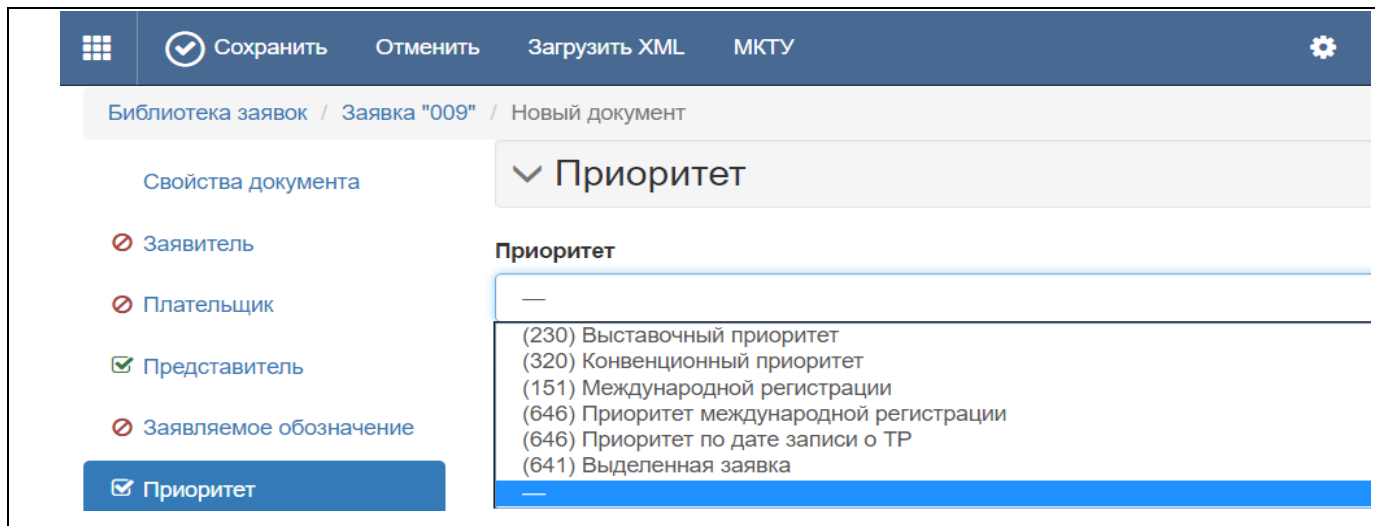 Сохранить Отменить Загрузить XML МКТУ
Библиотека заявок / Заявка "009" / Новый документ
Свойства документа
Приоритет
Заявитель
Приоритет
Плательщик
—
(230) Выставочный приоритет
(320) Конвенционный приоритет
Представитель
(151) Международной регистрации
(646) Приоритет международной регистрации
Заявляемое обозначение
(646) Приоритет по дате записи о ТР
(641) Выделенная заявка
Приоритет
—